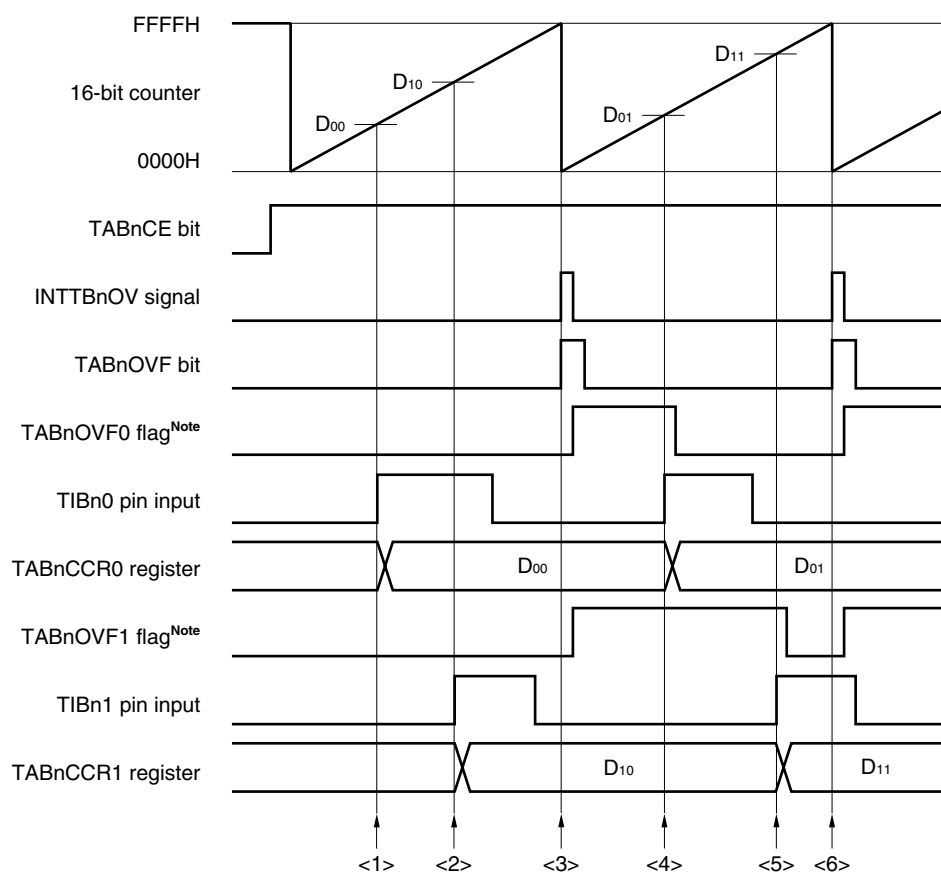 FFFFH
D11
D10
16-bit counter
D01
D00
0000H
TABnCE bit
INTTBnOV signal
TABnOVF bit
TABnOVF0 flagNote
TIBn0 pin input
TABnCCR0 register
D00
D01
TABnOVF1 flagNote
TIBn1 pin input
TABnCCR1 register
D10
D11
<1> <2> <3> <4> <5> <6>